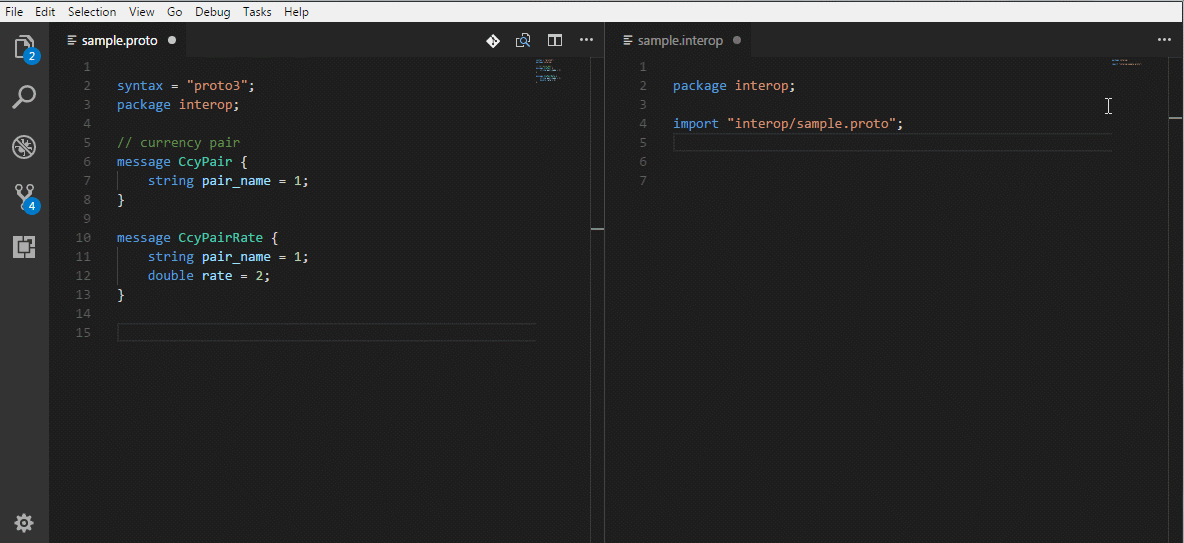 File Edit Selection View Go Debug Tasks Help
sample.proto
1
2 syntax = "proto3";
3 package interop;
4
5 // currency pair
6 message CcyPair {
7 string pair_name = 1;
8 }
9
10 message CcyPairRate {
11 string pair_name = 1;
12 double rate = 2;
13 }
14
15
sample.interop
1
2 package interop;
3
4 import "interop/sample.proto";
5
6
7
2
4